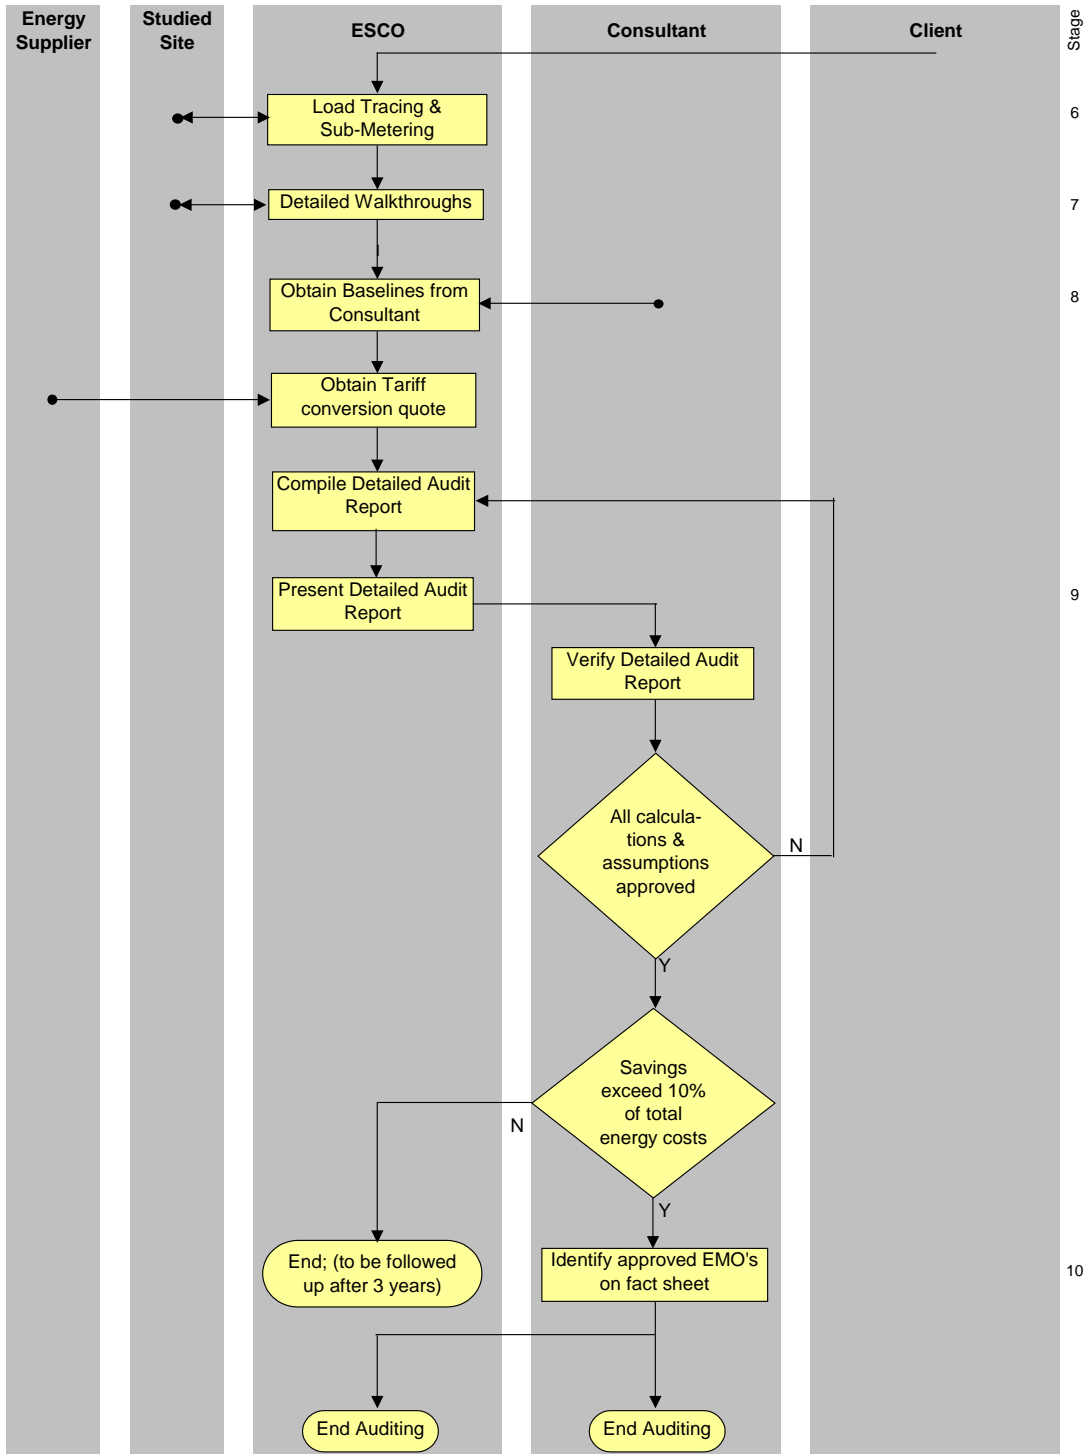 Energy
Supplier
Studied
Site
ESCO
Consultant
Client
Stage
Load Tracing &
Sub-Metering
6
Detailed Walkthroughs
7
Obtain Baselines from
Consultant
8
Obtain Tariff
conversion quote
Compile Detailed Audit
Report
Present Detailed Audit
Report
9
Verify Detailed Audit
Report
All calcula-
tions &
assumptions
approved
N
Y
Savings
exceed 10%
of total
energy costs
N
Y
End; (to be followed
up after 3 years)
Identify approved EMO's
on fact sheet
10
End Auditing
End Auditing